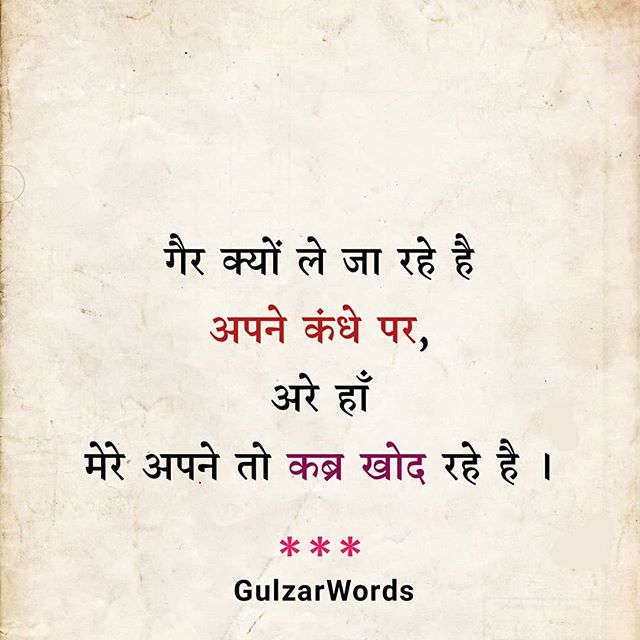 गैर क्यों ले जा रहे है
अपने कंधे पर,
अरे हाँ
मेरे अपने तो कब्र खोद रहे है ।
***
GulzarWords